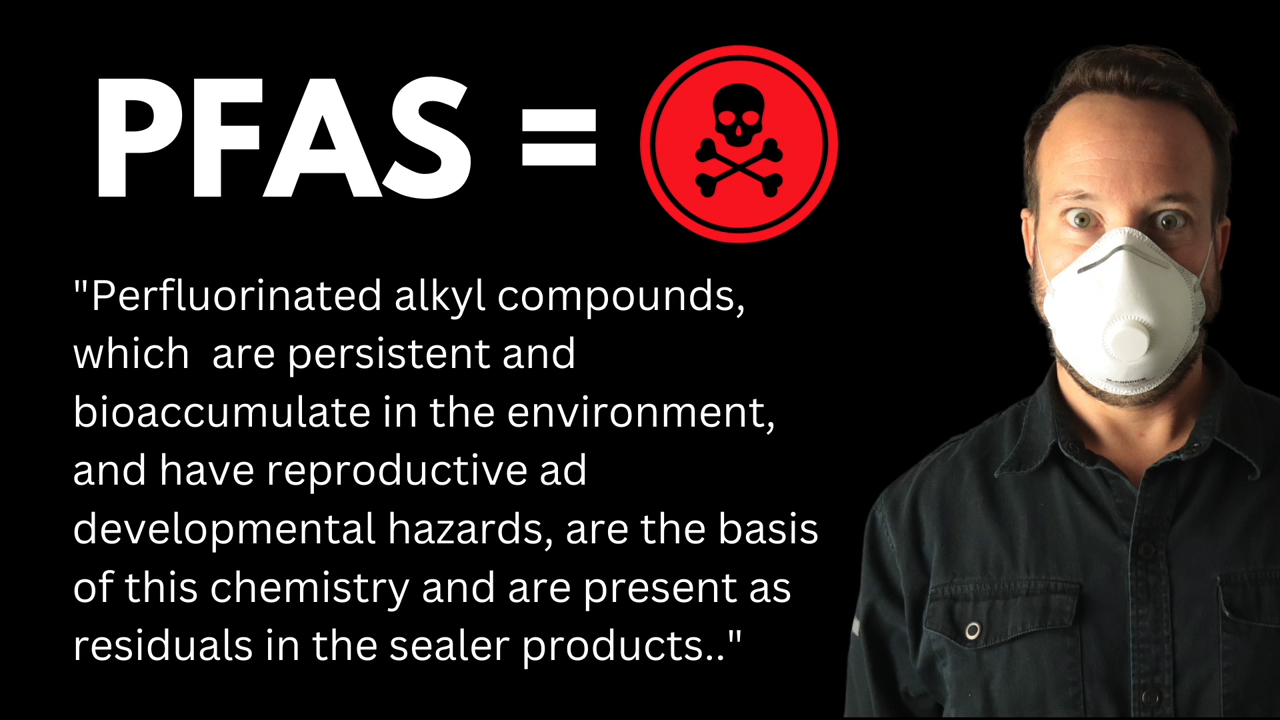 PFAS =
"Perfluorinated alkyl compounds,
which  are persistent and
bioaccumulate in the environment,
and have reproductive ad
developmental hazards, are the basis
of this chemistry and are present as
residuals in the sealer products.."